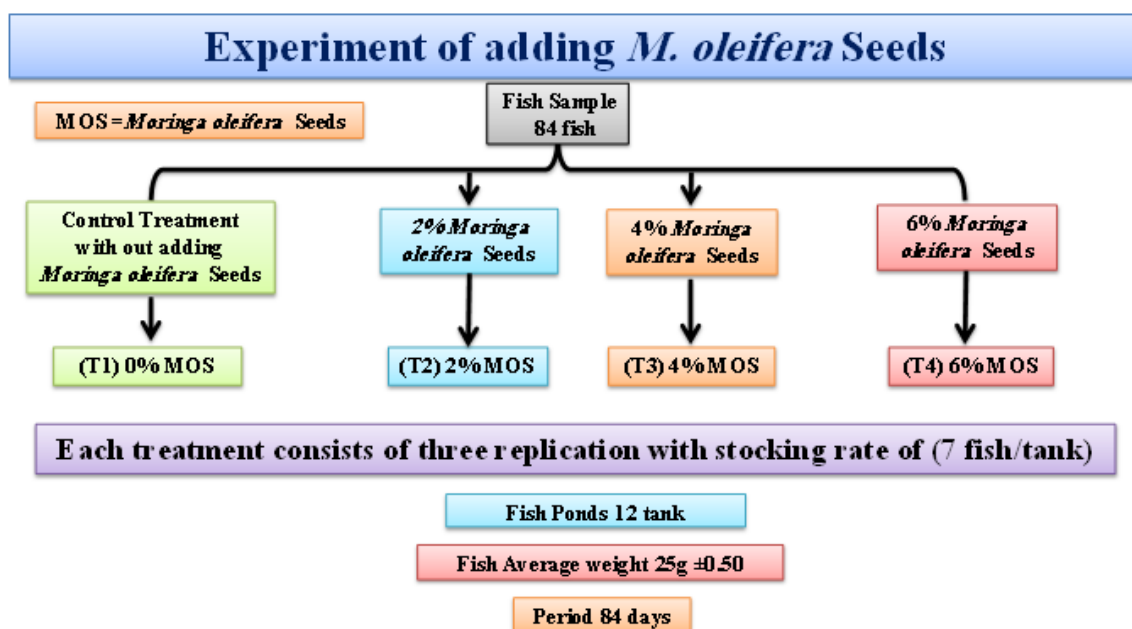 Experiment of adding M. oleifera Seeds
MOS=Moringa oleifera Seeds
Fish Sample
84 fish
Control Treatment
with out adding
Moringa oleifera Seeds
2% Moringa
oleifera Seeds
4% Moringa
oleifera Seeds
6% Moringa
oleifera Seeds
(T1) 0% MOS
(T2) 2% MOS
(T3) 4% MOS
(T4) 6% MOS
Each treatment consists of three replication with stocking rate of (7 fish/tank)
Fish Ponds 12 tank
Fish Average weight 25g ±0.50
Period 84 days